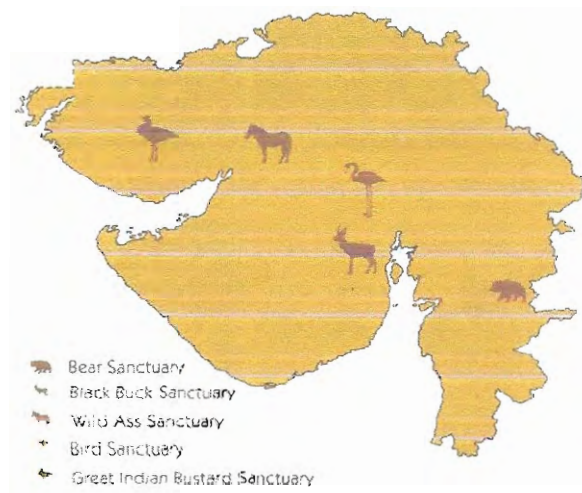 Bear Sanctuary
Black Buck Sanctuary
Wild Ass Sanctuary
Bird Sanctuary
Great Indian Bustard Sanctuary